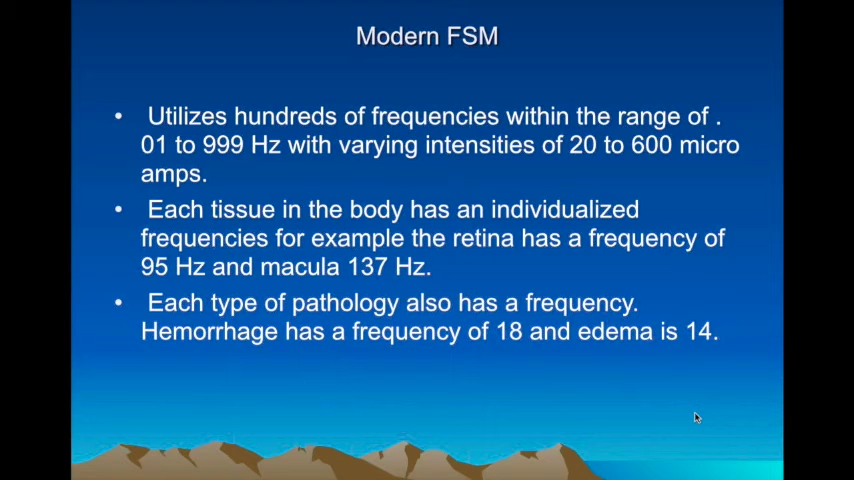 Modern FSM
• Utilizes hundreds of frequencies within the range of .
01 to 999 Hz with varying intensities of 20 to 600 micro
amps.
• Each tissue in the body has an individualized
frequencies for example the retina has a frequency of
95 Hz and macula 137 Hz.
• Each type of pathology also has a frequency.
Hemorrhage has a frequency of 18 and edema is 14.